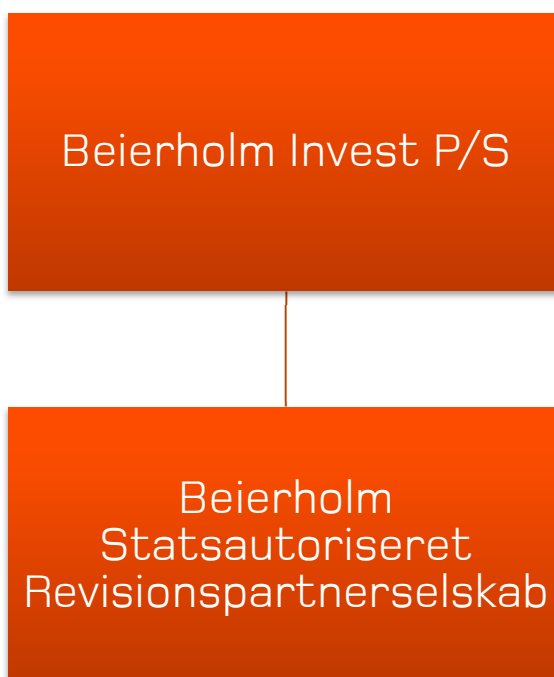 Beierholm Invest P/S
Beierholm
Statsautoriseret
Revisionspartnerselskab